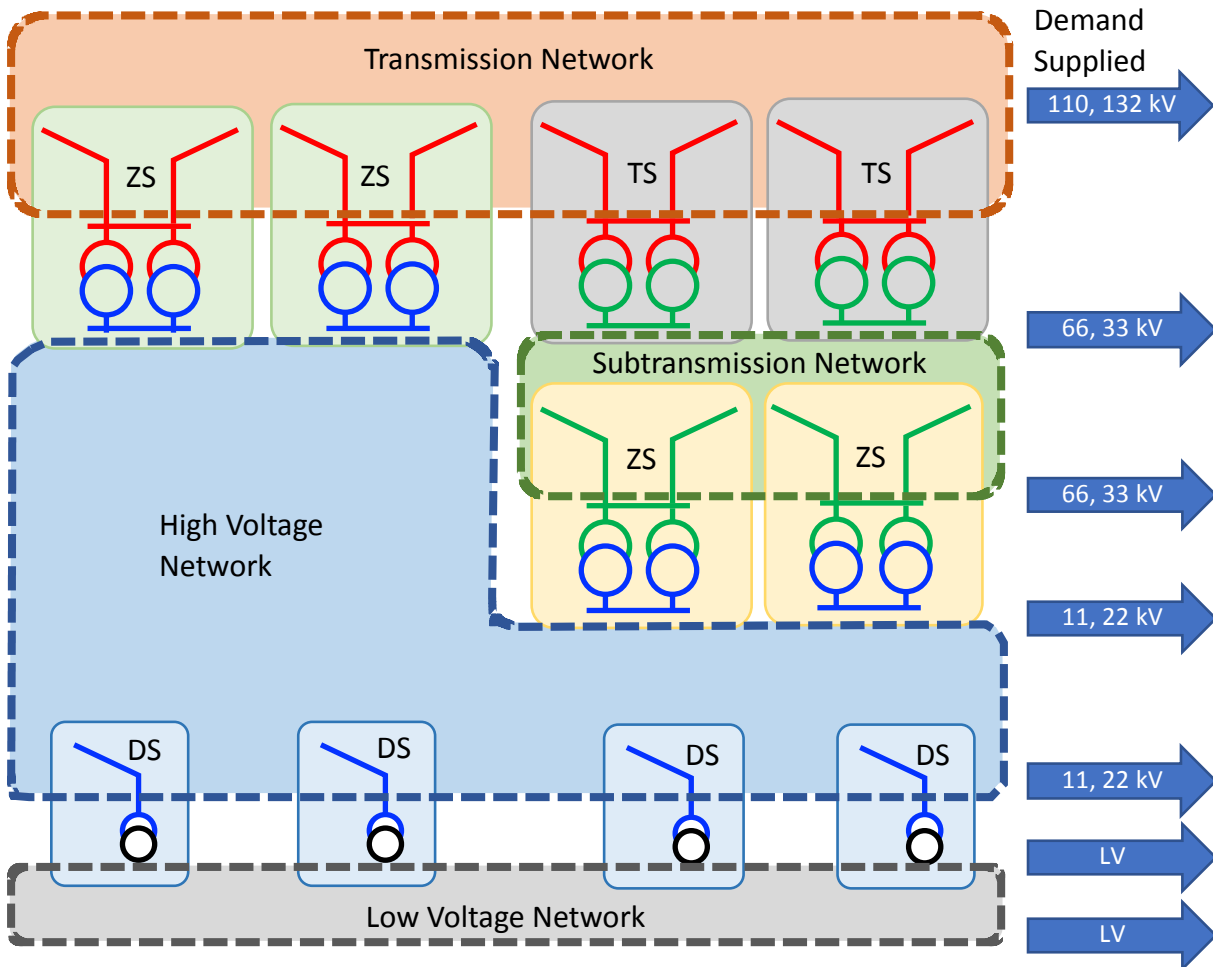 Transmission Network
Demand
Supplied
110, 132 kV
ZS
ZS
TS
TS
66, 33 kV
Subtransmission Network
ZS
ZS
66, 33 kV
High Voltage
Network
11, 22 kV
DS
DS
DS
DS
11, 22 kV
LV
Low Voltage Network
LV